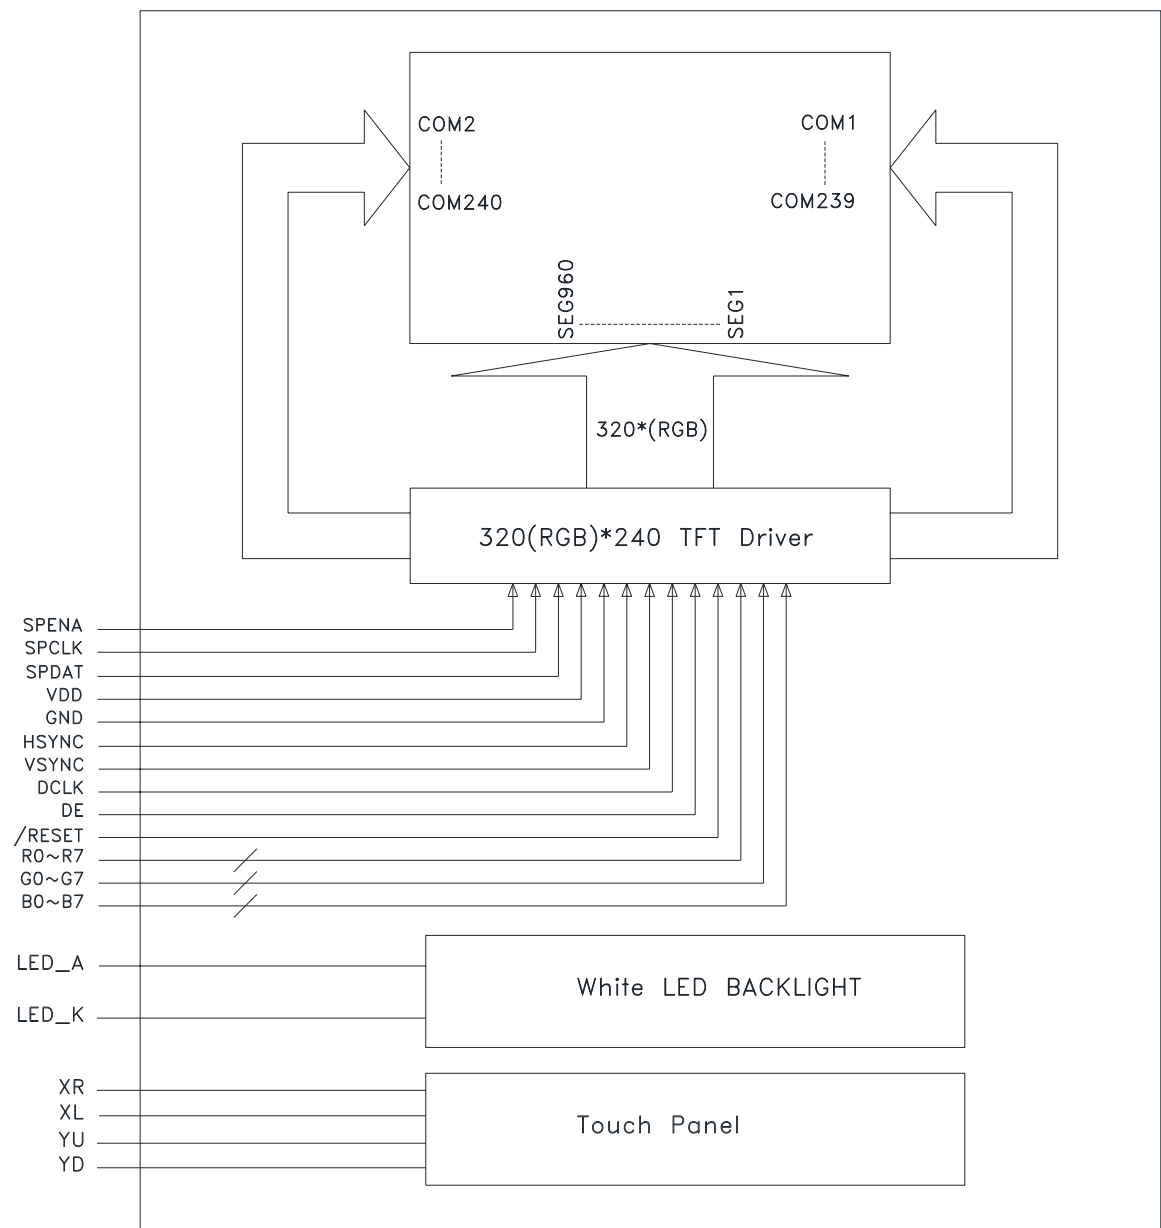 COM2
COM1
COM240
COM239
SEG960
SEG1
320*(RGB)
320(RGB)*240 TFT Driver
SPENA
SPCLK
SPDAT
VDD
GND
HSYNC
VSYNC
DCLK
DE
/RESET
R0~R7
G0~G7
B0~B7
LED_A
White LED BACKLIGHT
LED_K
XR
XL
Touch Panel
YU
YD